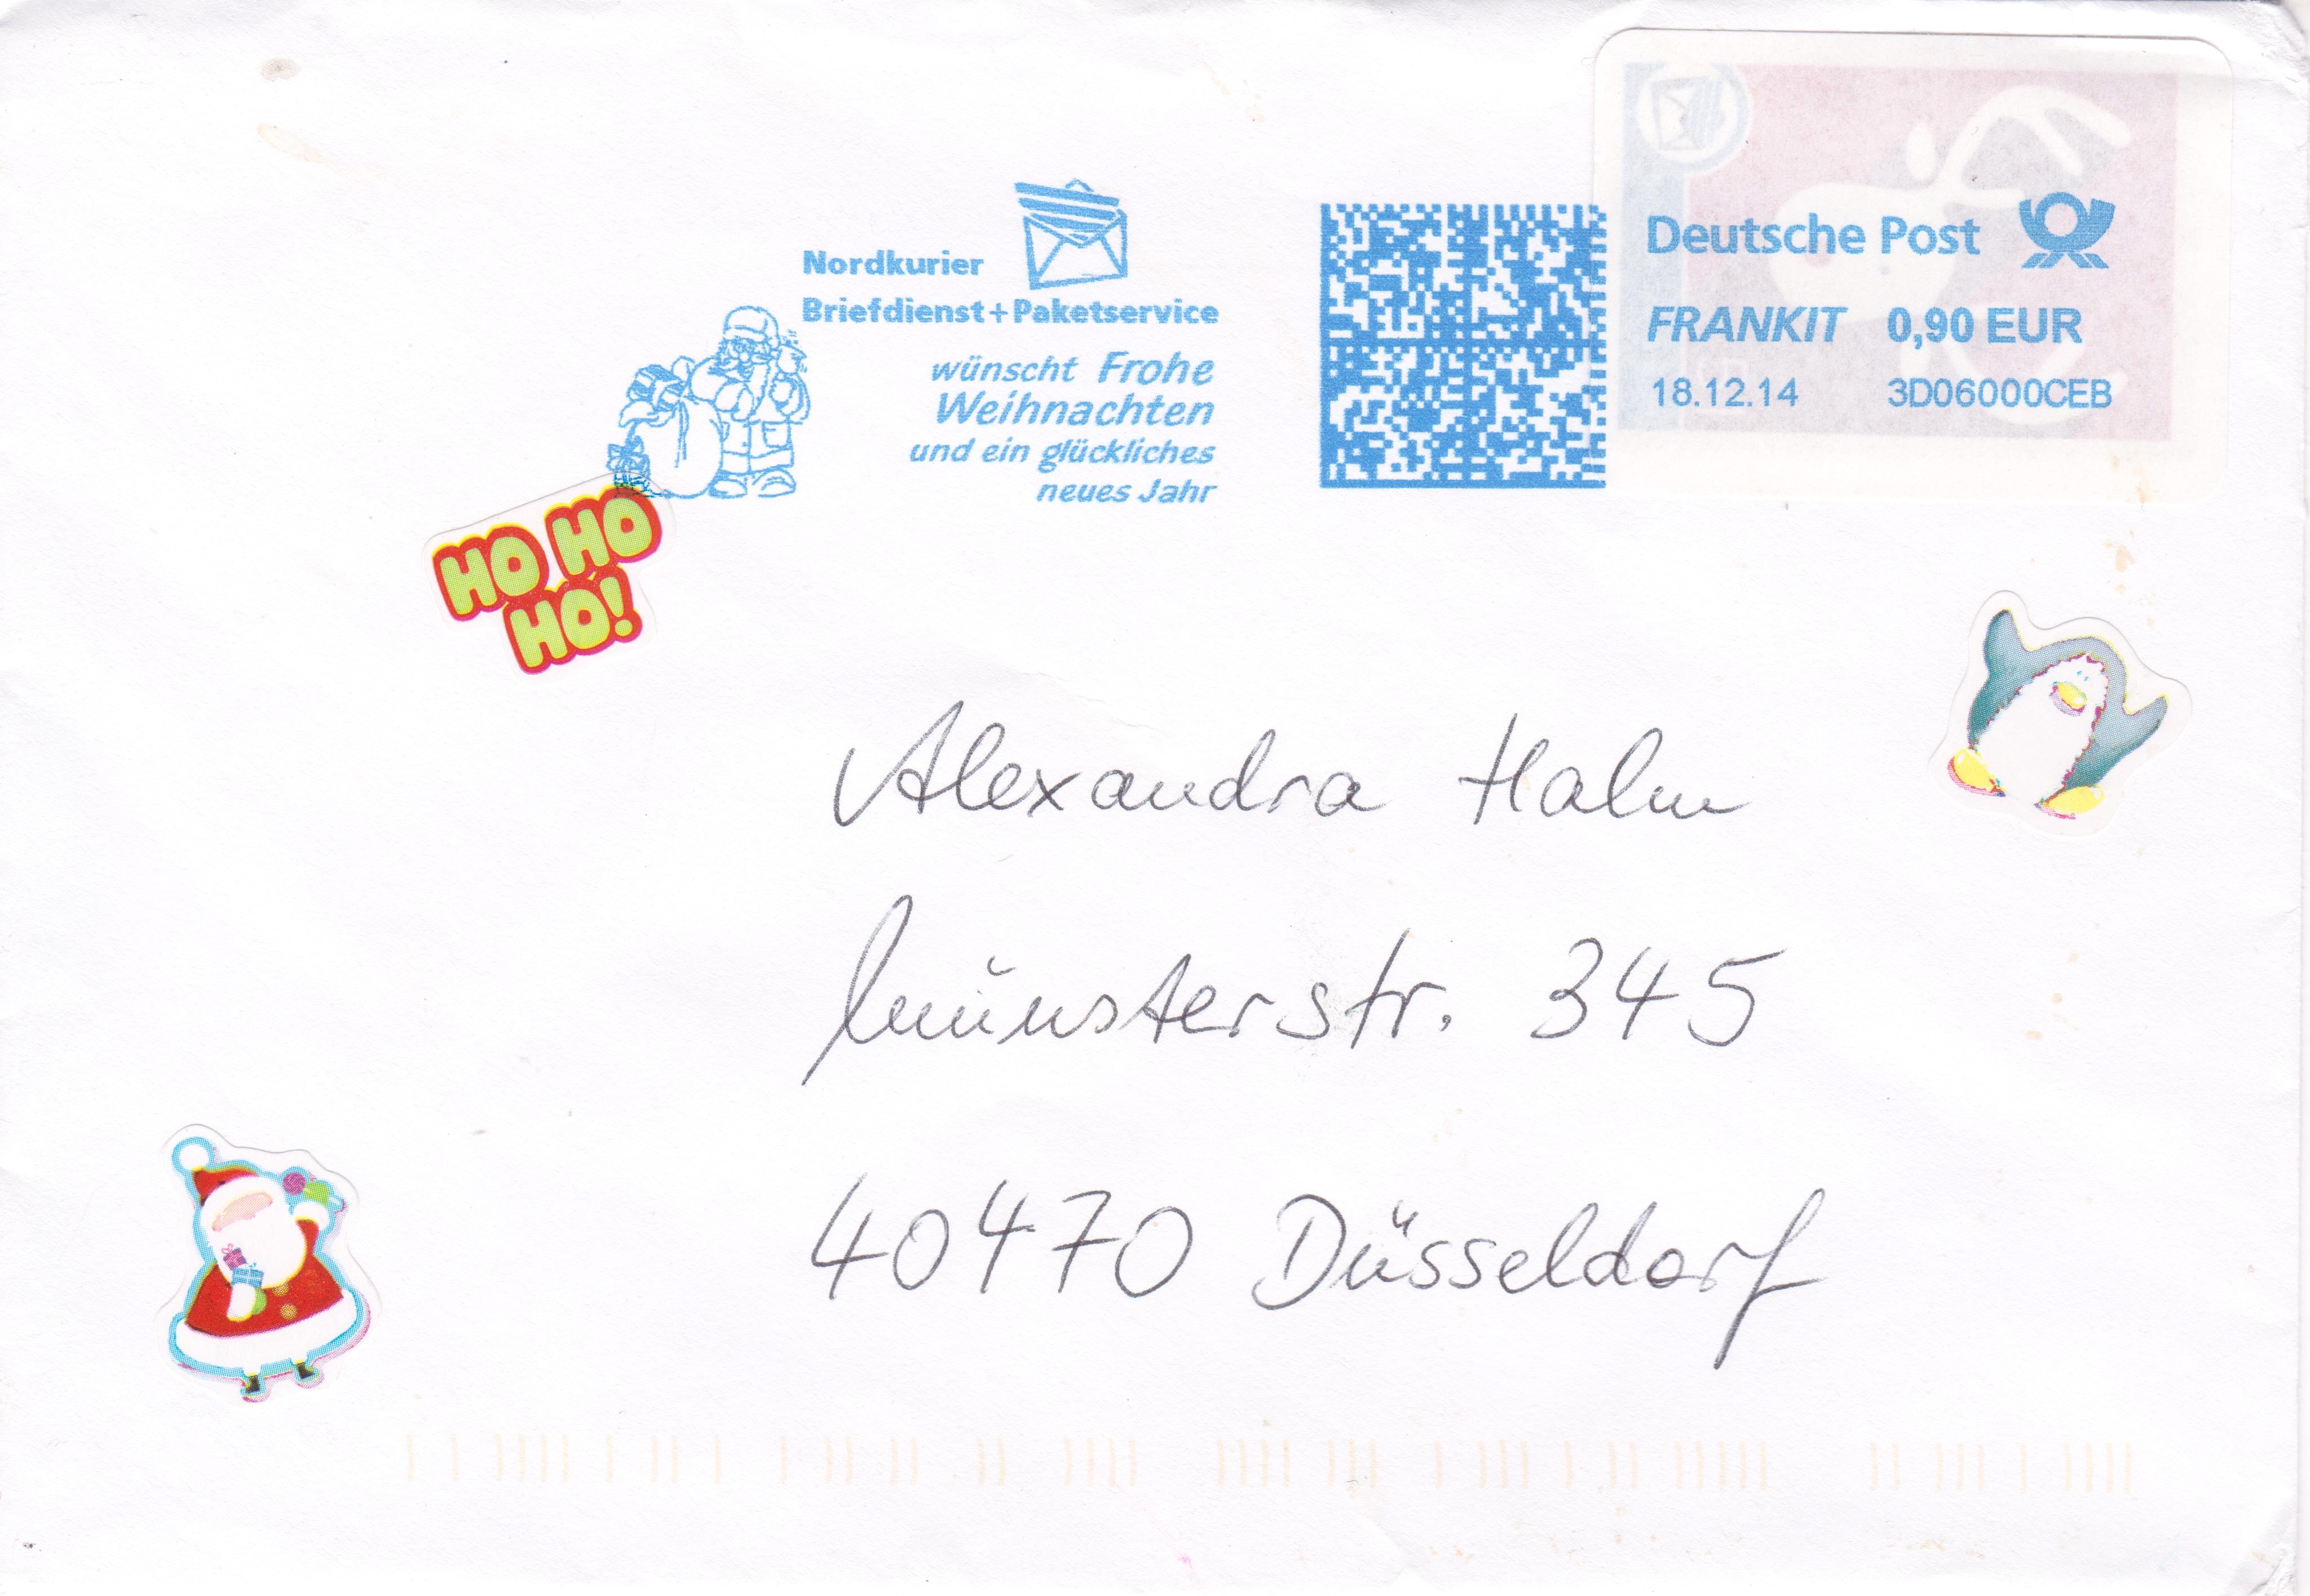 Nordkurier
Briefdienst+Paketservice
wünscht Frohe
Weihnachten
und ein glückliches
neues Jahr
Deutsche Post
FRANKIT 0,90 EUR
18.12.14 3D06000CEB
HO HO
HO!
Alexandra Halm
Münsterstr. 345
40470 Düsseldorf